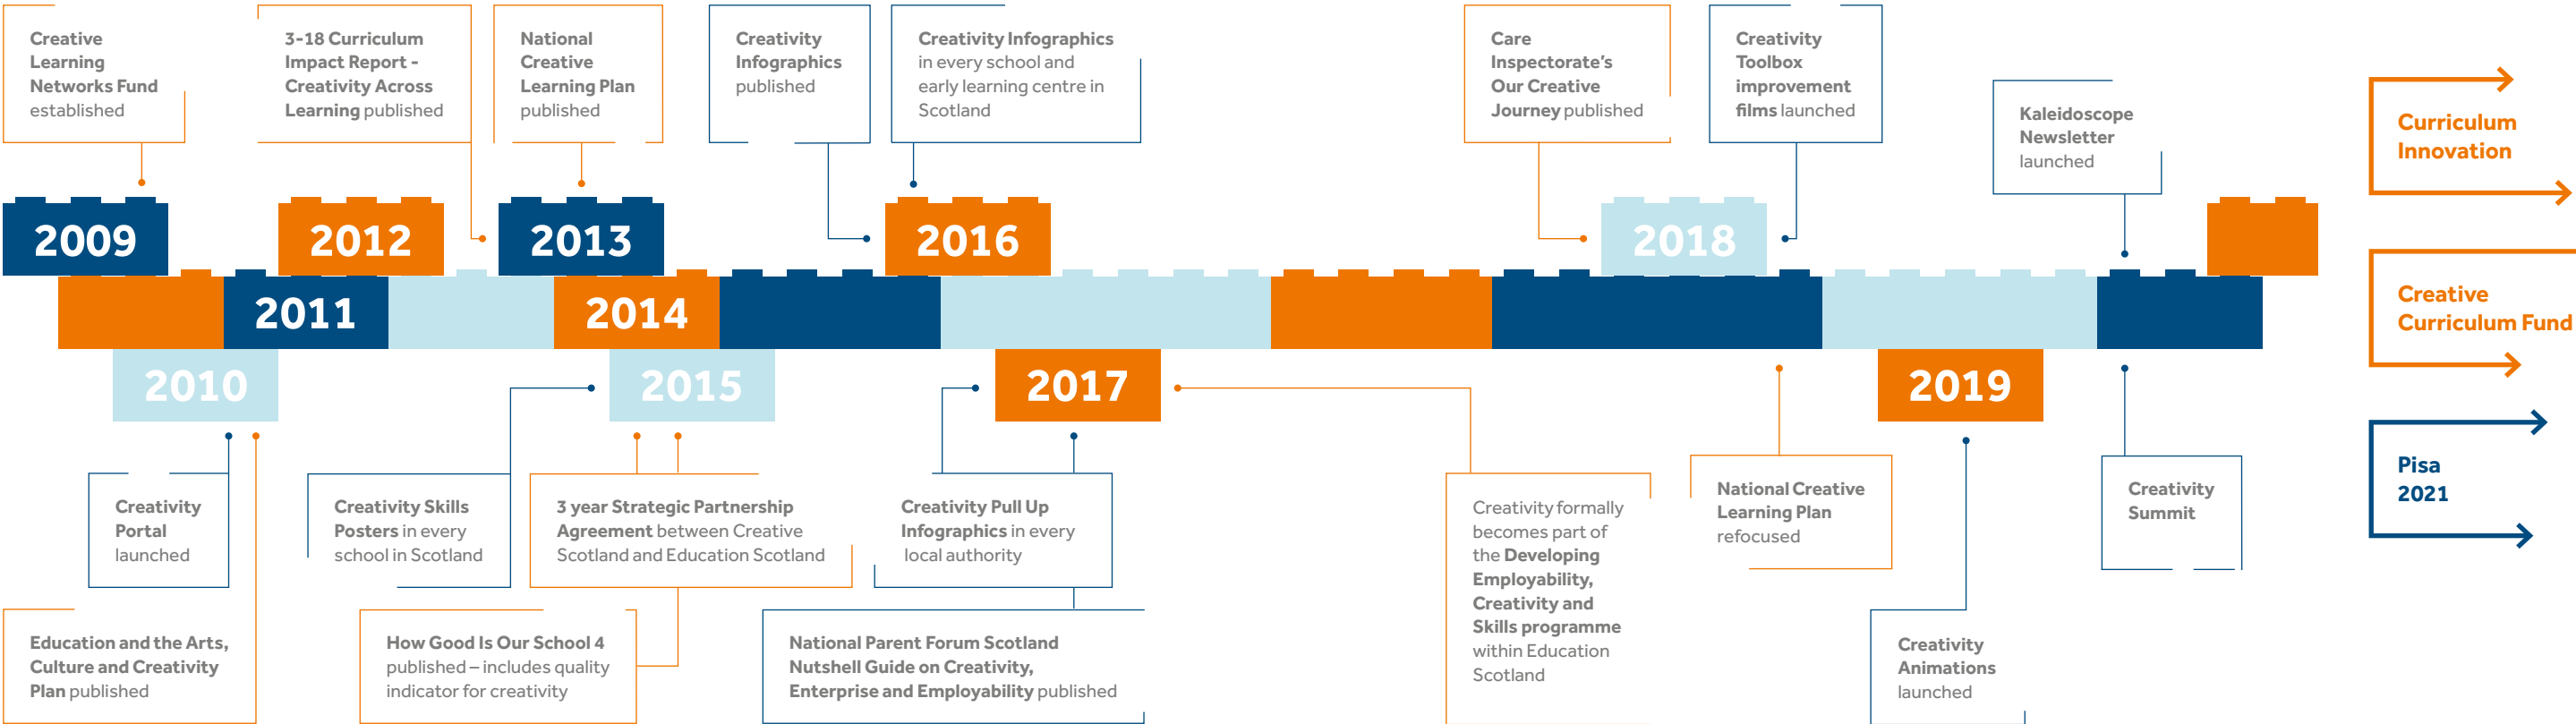 Creative
Learning
Networks Fund
established
3-18 Curriculum
Impact Report -
Creativity Across
Learning published
National
Creative
Learning Plan
published
Creativity
Infographics
published
Creativity Infographics
in every school and
early learning centre in
Scotland
Care
Inspectorate's
Our Creative
Journey published
Creativity
Toolbox
improvement
films launched
Kaleidoscope
Newsletter
launched
2009
2012
2013
2016
2018
2011
2014
2010
2015
2017
2019
Creativity
Portal
launched
Creativity Skills
Posters in every
school in Scotland
3 year Strategic Partnership
Agreement between Creative
Scotland and Education Scotland
Creativity Pull Up
Infographics in every
local authority
Creativity formally
becomes part of
the Developing
Employability,
Creativity and
Skills programme
within Education
Scotland
National Creative
Learning Plan
refocused
Creativity
Summit
Education and the Arts,
Culture and Creativity
Plan published
How Good Is Our School 4
published – includes quality
indicator for creativity
National Parent Forum Scotland
Nutshell Guide on Creativity,
Enterprise and Employability published
Creativity
Animations
launched
Curriculum
Innovation
Creative
Curriculum Fund
Pisa
2021